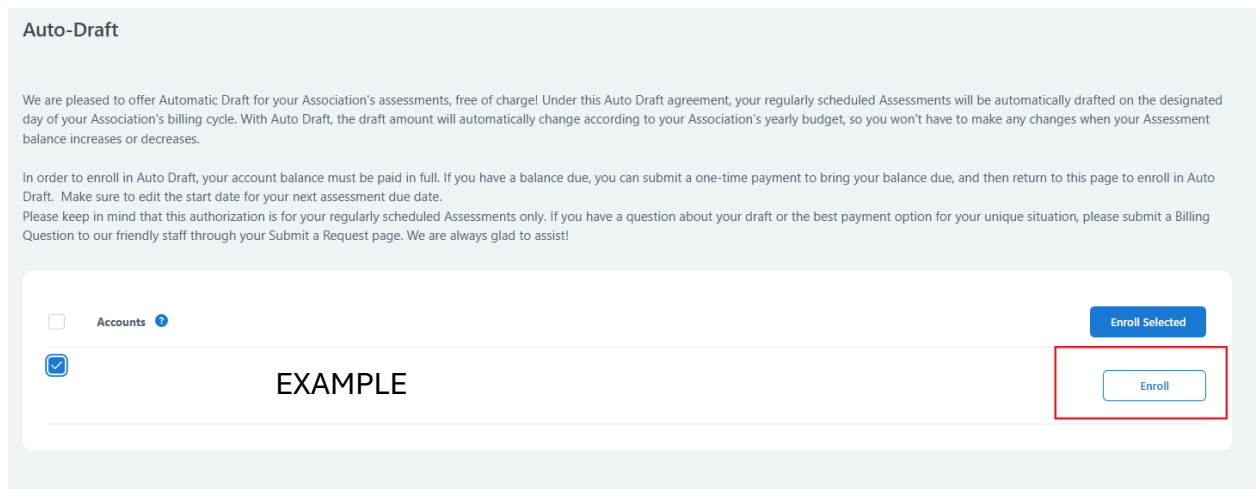 Auto-Draft
We are pleased to offer Automatic Draft for your Association's assessments, free of charge! Under this Auto Draft agreement, your regularly scheduled Assessments will be automatically drafted on the designated
day of your Association's billing cycle. With Auto Draft, the draft amount will automatically change according to your Association's yearly budget, so you won't have to make any changes when your Assessment
balance increases or decreases.
In order to enroll in Auto Draft, your account balance must be paid in full. If you have a balance due, you can submit a one-time payment to bring your balance due, and then return to this page to enroll in Auto
Draft.  Make sure to edit the start date for your next assessment due date.
Please keep in mind that this authorization is for your regularly scheduled Assessments only. If you have a question about your draft or the best payment option for your unique situation, please submit a Billing
Question to our friendly staff through your Submit a Request page. We are always glad to assist!
Accounts ? Enroll Selected
EXAMPLE Enroll